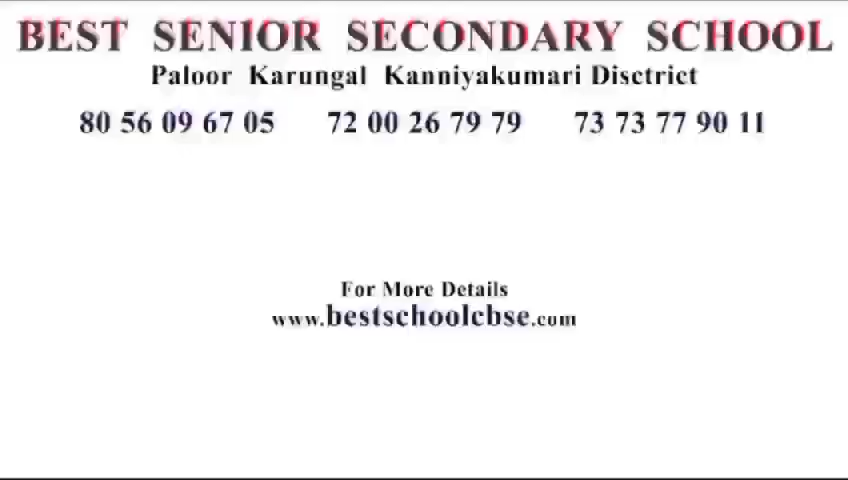 BEST SENIOR SECONDARY SCHOOL
Paloor Karungal Kanniyakumari Disctrict
80 56 09 67 05 72 00 26 79 79 73 73 77 90 11
For More Details
www.bestschoolcbse.com